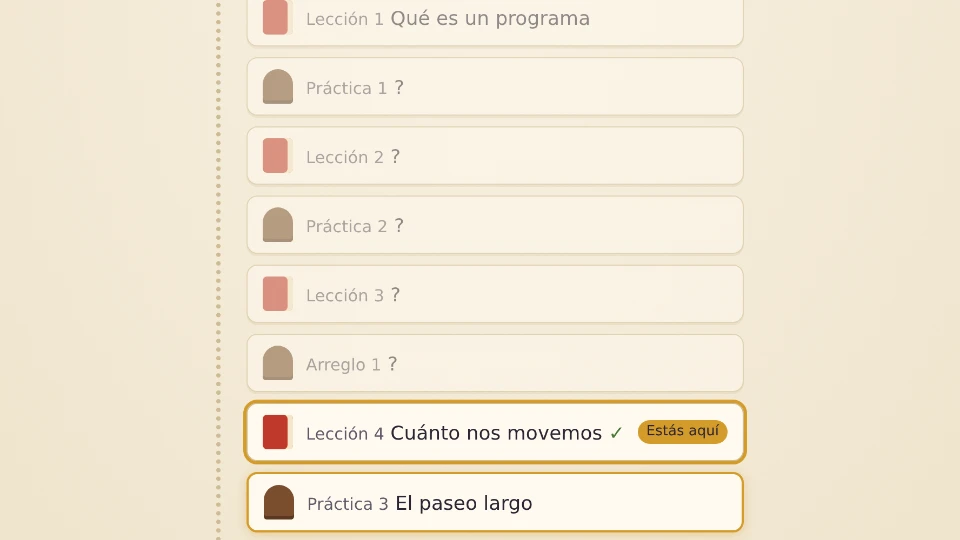 Lección 1 Qué es un programa
Práctica 1 ?
Lección 2 ?
Práctica 2 ?
Lección 3 ?
Arreglo 1 ?
Lección 4 Cuánto nos movemos ✓ Estás aquí
Práctica 3 El paseo largo